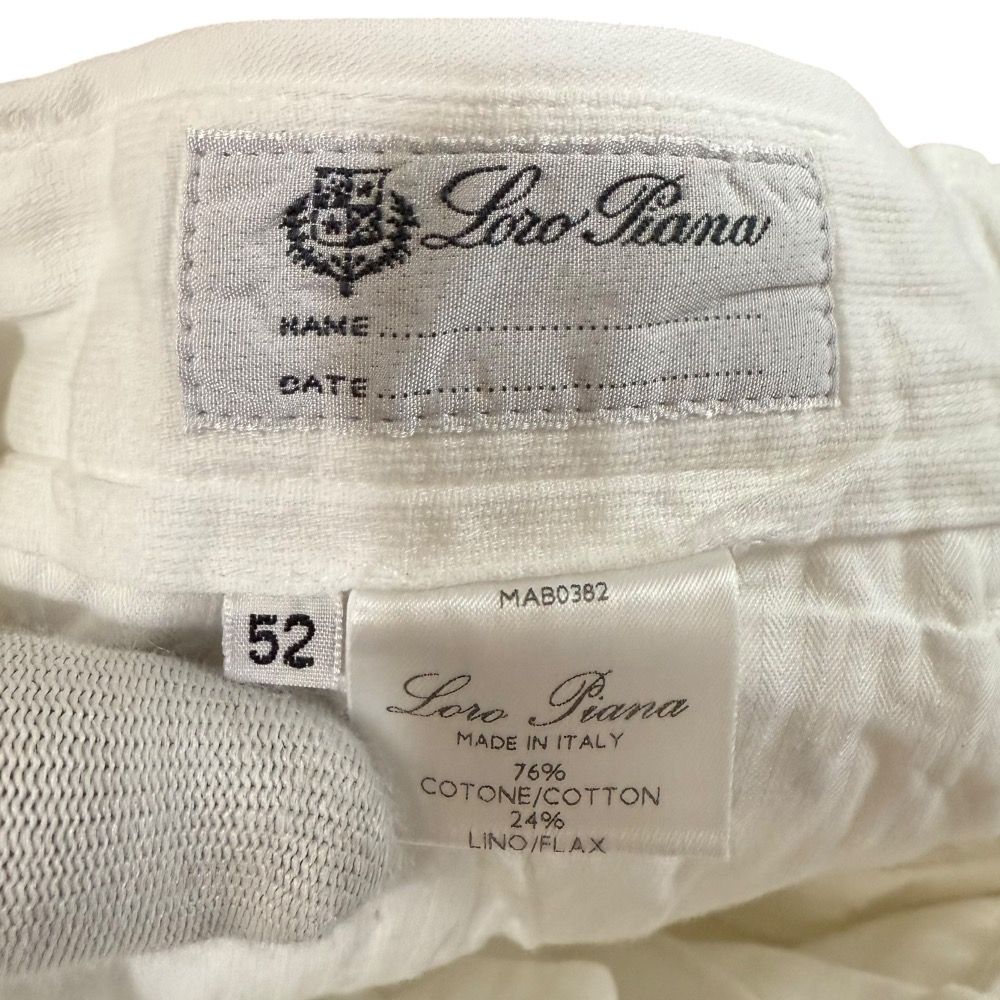 Loro Piana
NAME........................................
DATE........................................
52
MAB0382
Loro Piana
MADE IN ITALY
76%
COTONE/COTTON
24%
LINO/FLAX